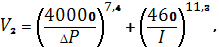 V₂ = (40000/ΔP)^7,4 + (460/I)^11,3,